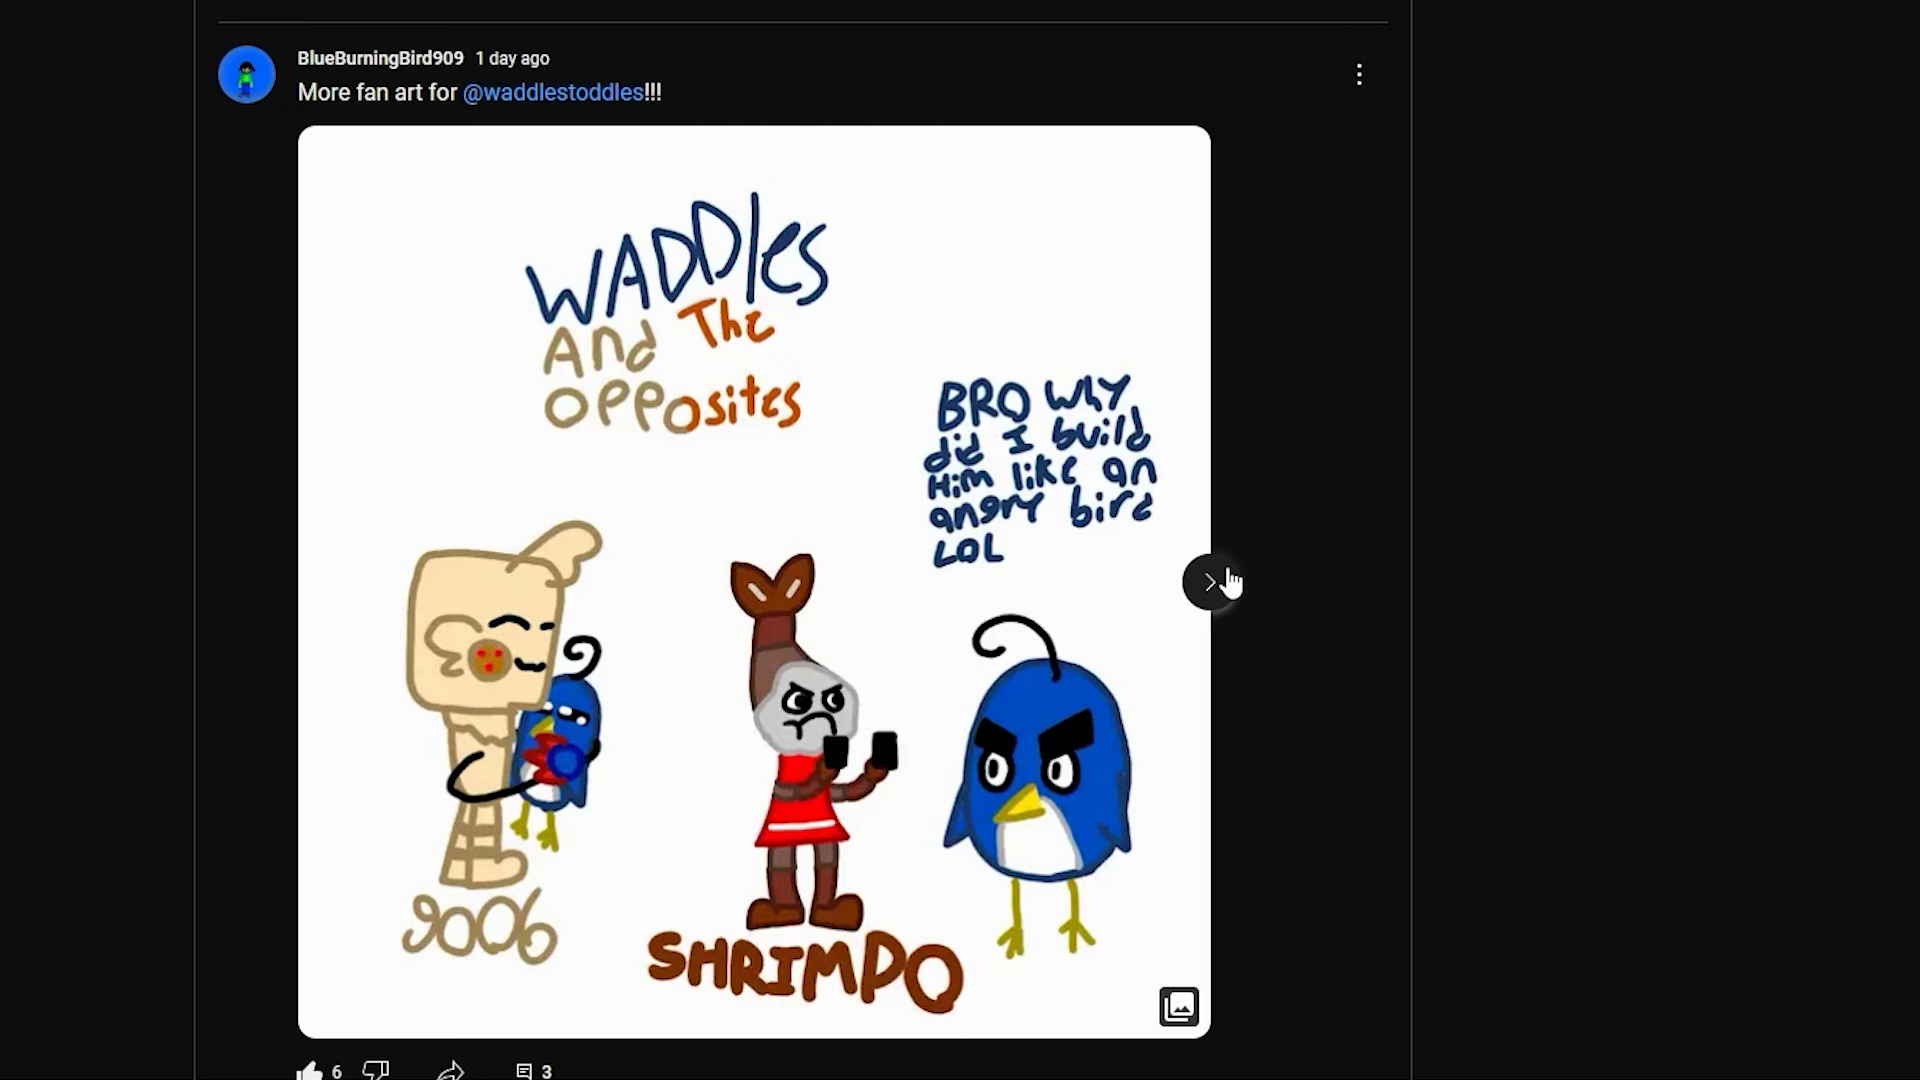 BlueBurningBird909 1 day ago
More fan art for @waddlestoddles!!!
WADDles
And The
OPPosites
BRO why
did I build
Him like an
angry bird
LOL
goob
SHRIMPO
6
3